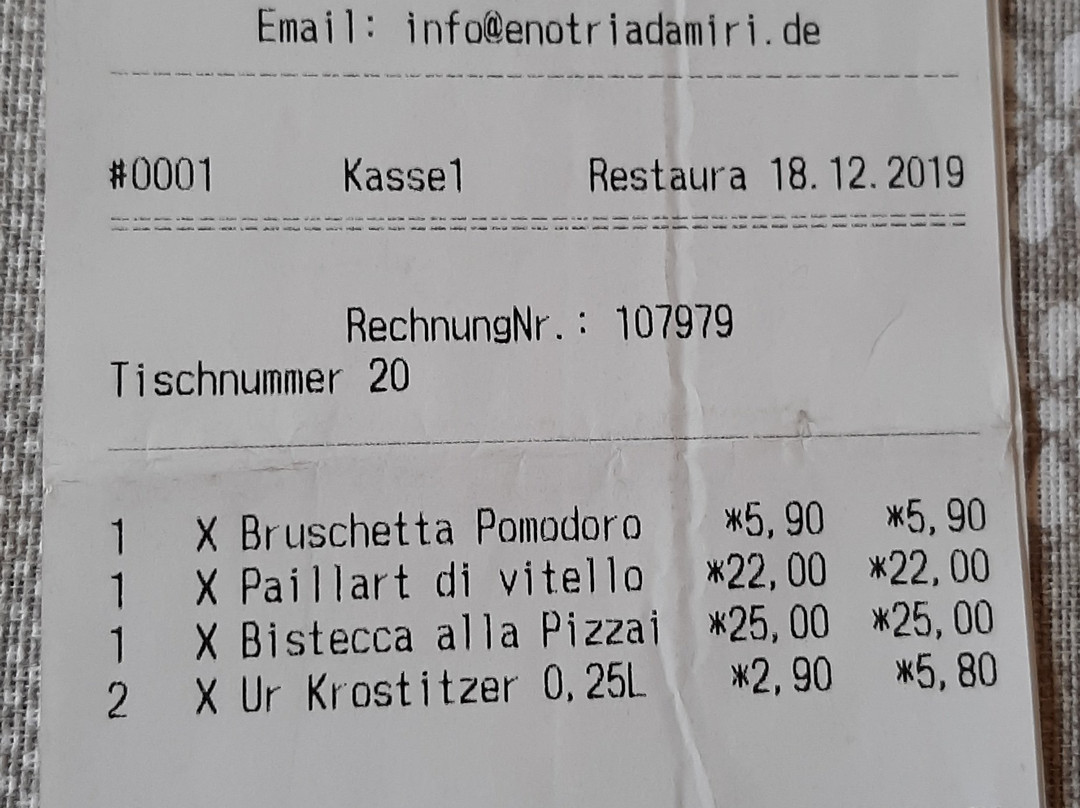 Email: info@enotriadamiri.de
#0001 Kasse1 Restaura 18.12.2019
RechnungNr.: 107979
Tischnummer 20
1 X Bruschetta Pomodoro *5,90 *5,90
1 X Paillart di vitello *22,00 *22,00
1 X Bistecca alla Pizzai *25,00 *25,00
2 X Ur Krostitzer 0,25L *2,90 *5,80